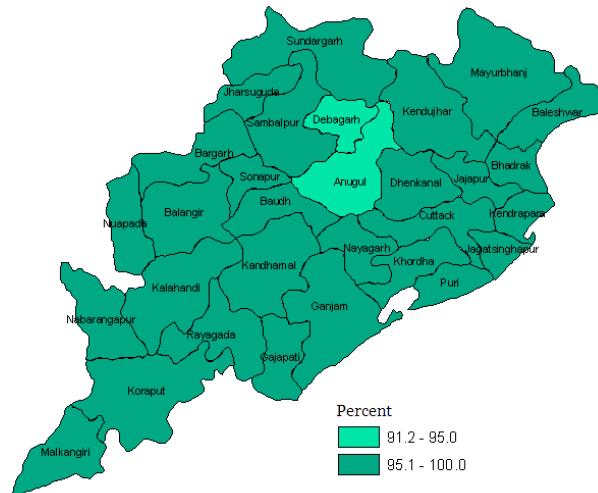 Sundargarh
Mayurbhanj
Jharsuguda
Kendujhar
Baleshwar
Debagarh
Sambalpur
Bargarh
Bhadrak
Sonapur
Anugul
Dhenkanal
Jajapur
Baudh
Balangir
Nuapada
Cuttack
Kendrapara
Nayagarh
Jagatsinghapur
Khordha
Kandhamal
Puri
Kalahandi
Ganjam
Nabarangapur
Rayagada
Gajapati
Koraput
Malkangiri
Percent
91.2 - 95.0
95.1 - 100.0